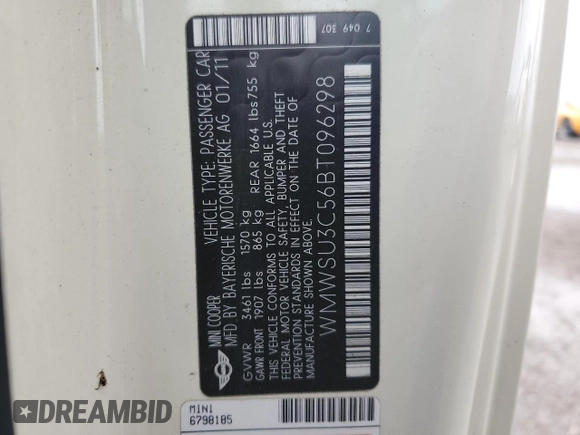 MINI COOPER
VEHICLE TYPE: PASSENGER CAR
MFD BY BAYERISCHE MOTORENWERKE AG 01/11
GVWR 3461 lbs 1570 kg
GAWR FRONT 1907 lbs 865 kg REAR 1664 lbs 755 kg
THIS VEHICLE CONFORMS TO ALL APPLICABLE U.S.
FEDERAL MOTOR VEHICLE SAFETY, BUMPER AND THEFT
PREVENTION STANDARDS IN EFFECT ON THE DATE OF
MANUFACTURE SHOWN ABOVE.
WMWSU3C56BT096298
7 049 307
MINI
6798185
DREAMBID